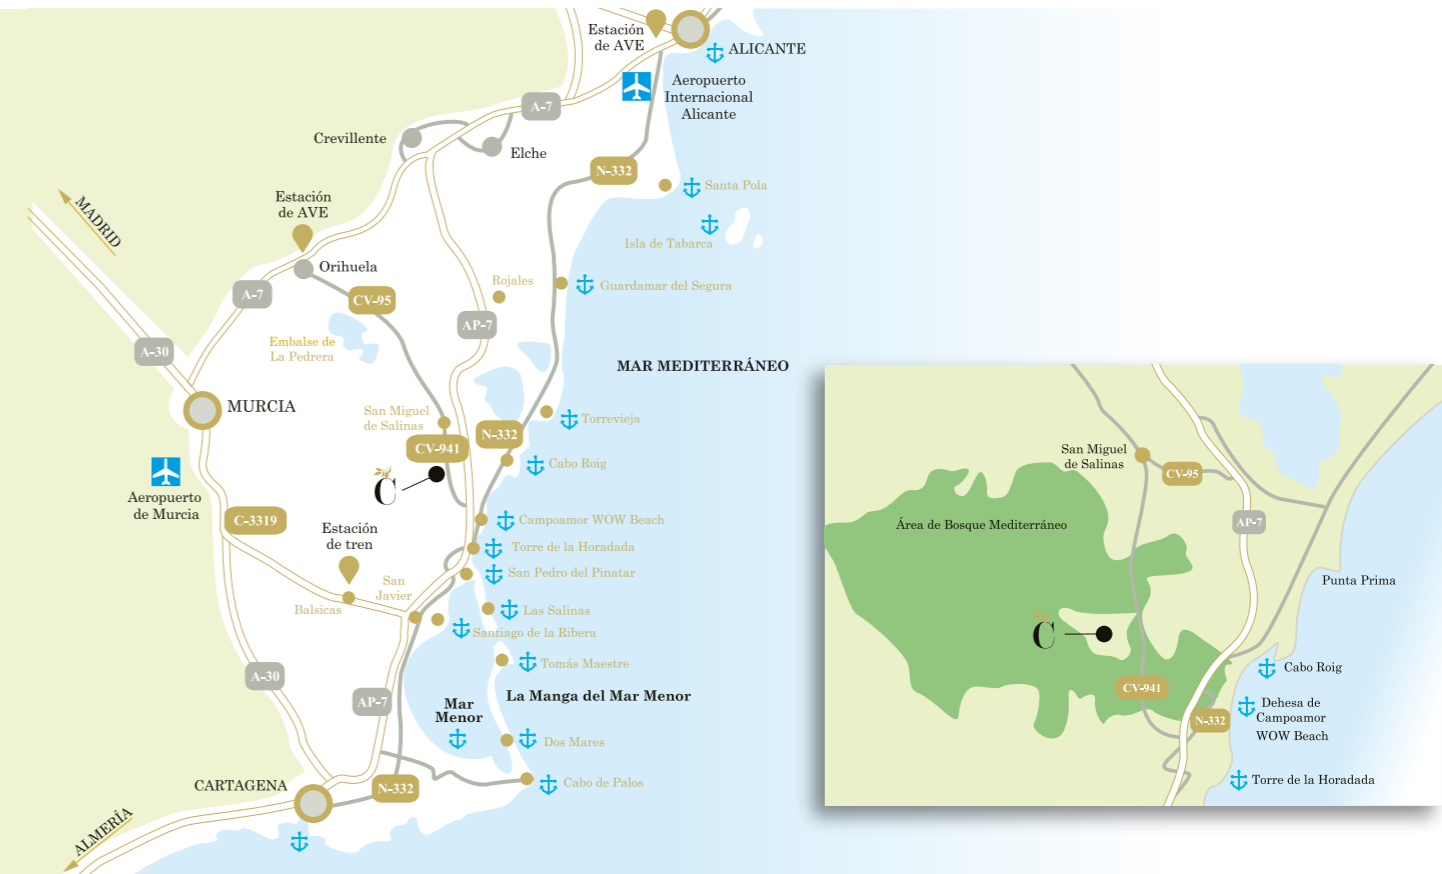 Estación
de AVE
ALICANTE
Aeropuerto
Internacional
Alicante
A-7
Crevillente
Elche
N-332
Santa Pola
Isla de Tabarca
MADRID
Estación
de AVE
Orihuela
A-7
CV-95
Rojales
Guardamar del Segura
AP-7
Embalse de
La Pedrera
A-30
MAR MEDITERRÁNEO
MURCIA
San Miguel
de Salinas
Torrevieja
N-332
CV-941
Cabo Roig
C
Aeropuerto
de Murcia
C-3319
Campoamor WOW Beach
Estación
de tren
Torre de la Horadada
San Pedro del Pinatar
San
Javier
Balsicas
Las Salinas
Santiago de la Ribera
Tomás Maestre
A-30
AP-7
La Manga del Mar Menor
Mar
Menor
Dos Mares
CARTAGENA
N-332
Cabo de Palos
ALMERÍA
San Miguel
de Salinas
CV-95
Área de Bosque Mediterráneo
AP-7
Punta Prima
C
Cabo Roig
CV-941
Dehesa de
Campoamor
WOW Beach
N-332
Torre de la Horadada